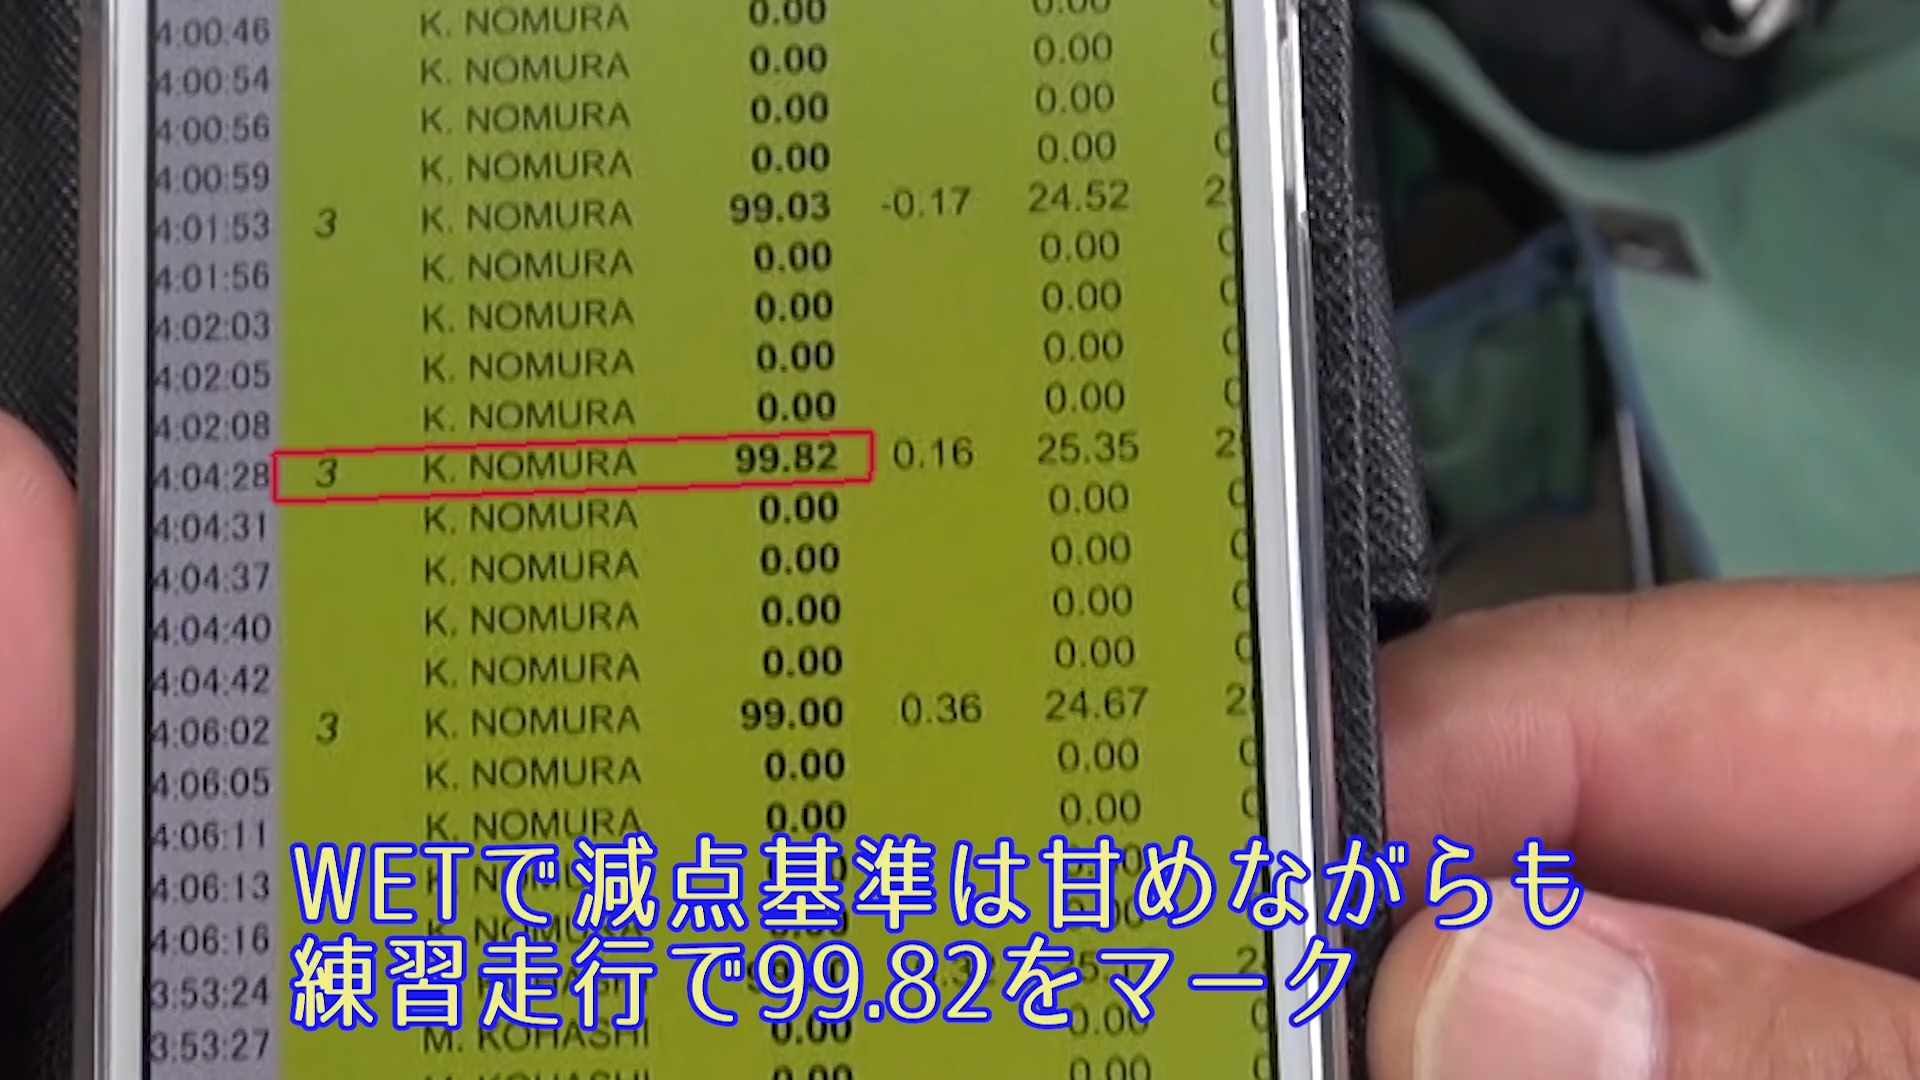 4:00:46 K. NOMURA 0.00 0.00
4:00:54 K. NOMURA 0.00 0.00
4:00:56 K. NOMURA 0.00 0.00
4:00:59 K. NOMURA 0.00 0.00
4:01:53 3 K. NOMURA 99.03 -0.17 24.52
4:01:56 K. NOMURA 0.00 0.00
4:02:03 K. NOMURA 0.00 0.00
4:02:05 K. NOMURA 0.00 0.00
4:02:08 K. NOMURA 0.00 0.00
4:04:28 3 K. NOMURA 99.82 0.16 25.35
4:04:31 K. NOMURA 0.00 0.00
4:04:37 K. NOMURA 0.00 0.00
4:04:40 K. NOMURA 0.00 0.00
4:04:42 K. NOMURA 0.00 0.00
4:06:02 3 K. NOMURA 99.00 0.36 24.67
4:06:05 K. NOMURA 0.00 0.00
4:06:11 K. NOMURA 0.00 0.00
4:06:13
4:06:16 K. NOMURA
3:53:24
3:53:27 M. KOHASHI 0.00 0.00
WETで減点基準は甘めながらも
練習走行で99.82をマーク